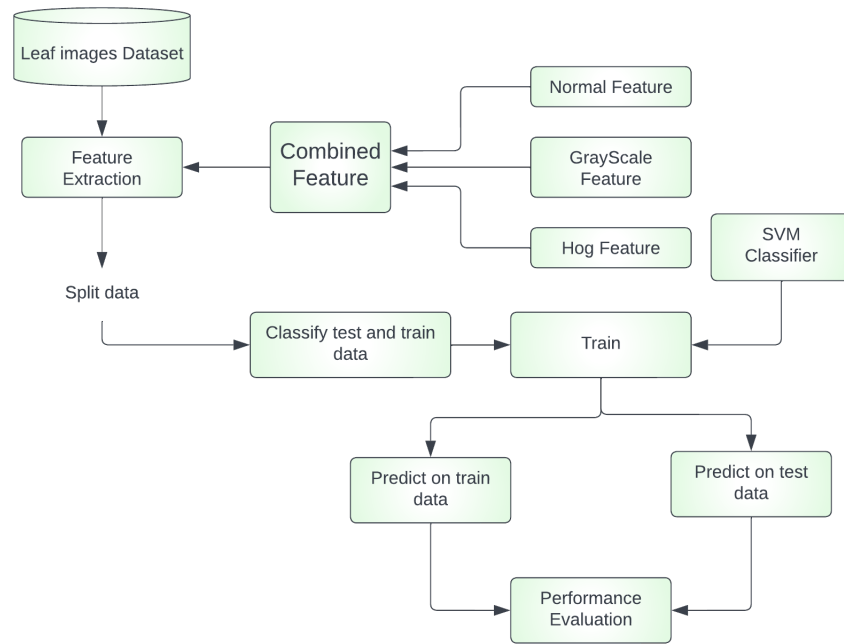 Leaf images Dataset
Normal Feature
Feature
Extraction
Combined
Feature
GrayScale
Feature
Hog Feature
SVM
Classifier
Split data
Classify test and train
data
Train
Predict on train
data
Predict on test
data
Performance
Evaluation